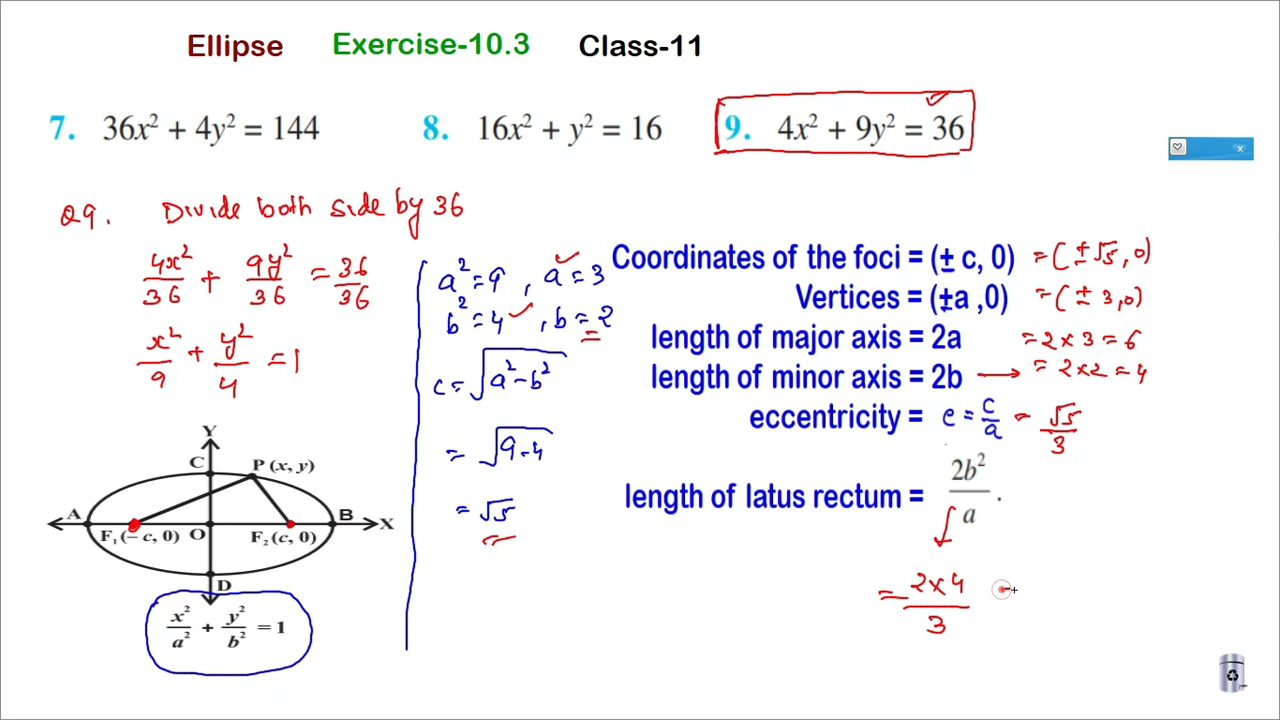 Ellipse Exercise-10.3 Class-11
7. 36x² + 4y² = 144 8. 16x² + y² = 16 9. 4x² + 9y² = 36
Q9. Divide both side by 36
4x²/36 + 9y²/36 = 36/36
x²/9 + y²/4 = 1
Y
C P (x, y)
A B X
F₁(– c, 0) O F₂(c, 0)
D
x²/a² + y²/b² = 1
a² = 9 , a = 3
b² = 4 , b = 2
c = √a² - b²
= √9-4
= √5
Coordinates of the foci = (± c, 0) = (±√5, 0)
Vertices = (±a ,0) = (± 3, 0)
length of major axis = 2a = 2 × 3 = 6
length of minor axis = 2b → = 2×2 = 4
eccentricity = e = c/a = √5/3
length of latus rectum = 2b²/a .
= 2×4/3